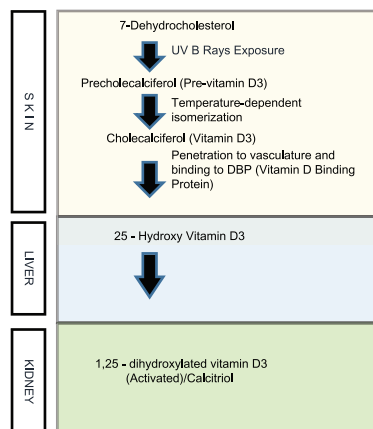 7-Dehydrocholesterol
UV B Rays Exposure
Precholecalciferol (Pre-vitamin D3)
Temperature-dependent
isomerization
Cholecalciferol (Vitamin D3)
Penetration to vasculature and
binding to DBP (Vitamin D Binding
Protein)
SKIN
25 - Hydroxy Vitamin D3
LIVER
1,25 - dihydroxylated vitamin D3
(Activated)/Calcitriol
KIDNEY